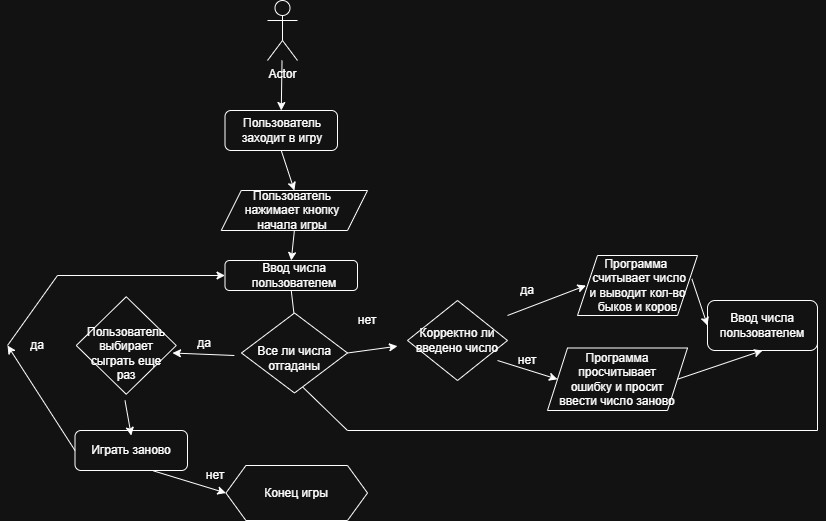 Actor
Пользователь
заходит в игру
Пользователь
нажимает кнопку
начала игры
Ввод числа
пользователем
Все ли числа
отгаданы
нет
да
Корректно ли
введено число
да
нет
Программа
считывает число
и выводит кол-во
быков и коров
Программа
просчитывает
ошибку и просит
ввести число заново
Ввод числа
пользователем
Пользователь
выбирает
сыграть еще
раз
да
Играть заново
нет
Конец игры